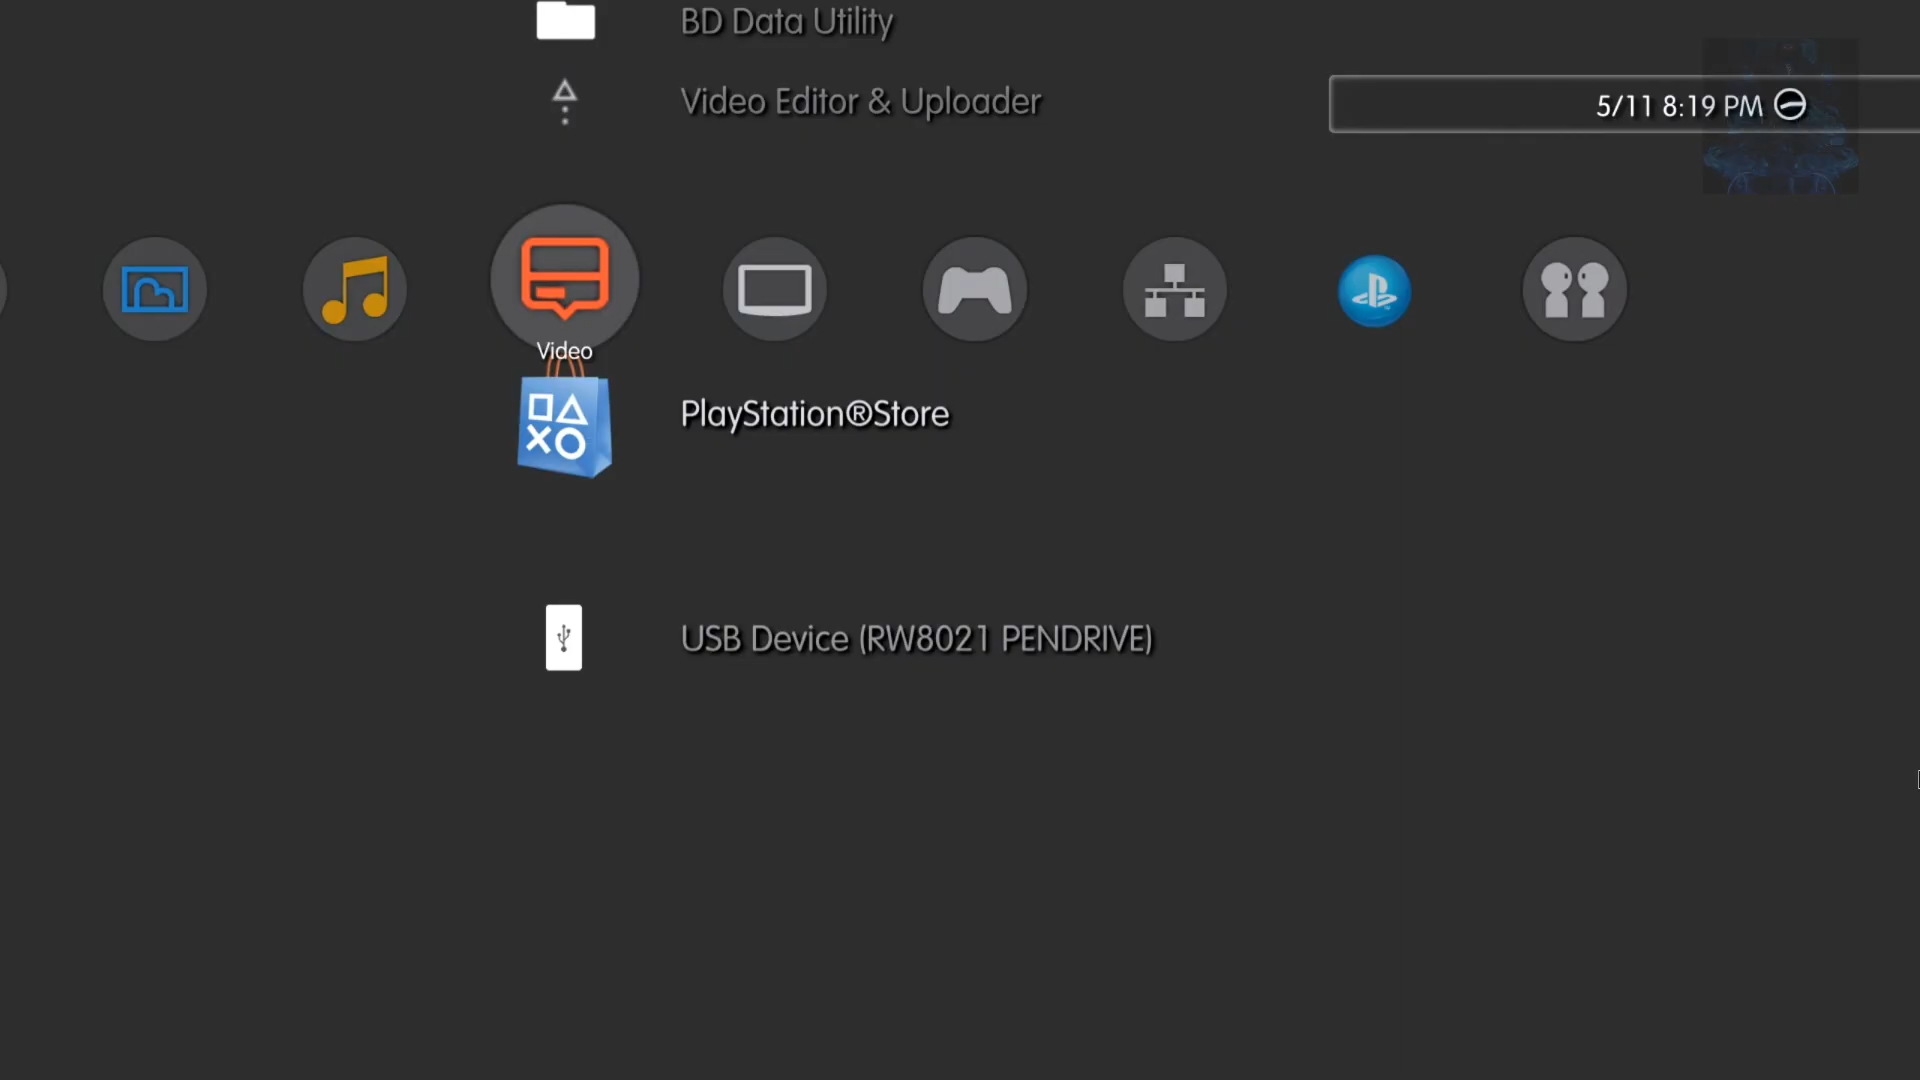 BD Data Utility
Video Editor & Uploader
5/11 8:19 PM
Video
PlayStation®Store
USB Device (RW8021 PENDRIVE)